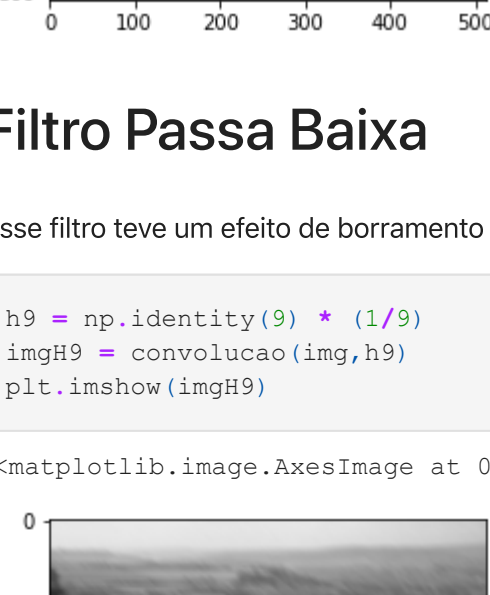 0 100 200 300 400 500
Filtro Passa Baixa
sse filtro teve um efeito de borramento
h9 = np.identity(9) * (1/9)
imgH9 = convolucao(img,h9)
plt.imshow(imgH9)
<matplotlib.image.AxesImage at 0
0